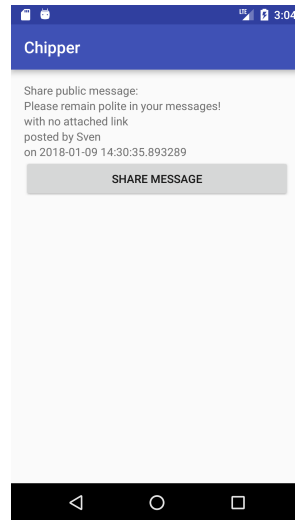 LTE 3:04
Chipper
Share public message:
Please remain polite in your messages!
with no attached link
posted by Sven
on 2018-01-09 14:30:35.893289
SHARE MESSAGE